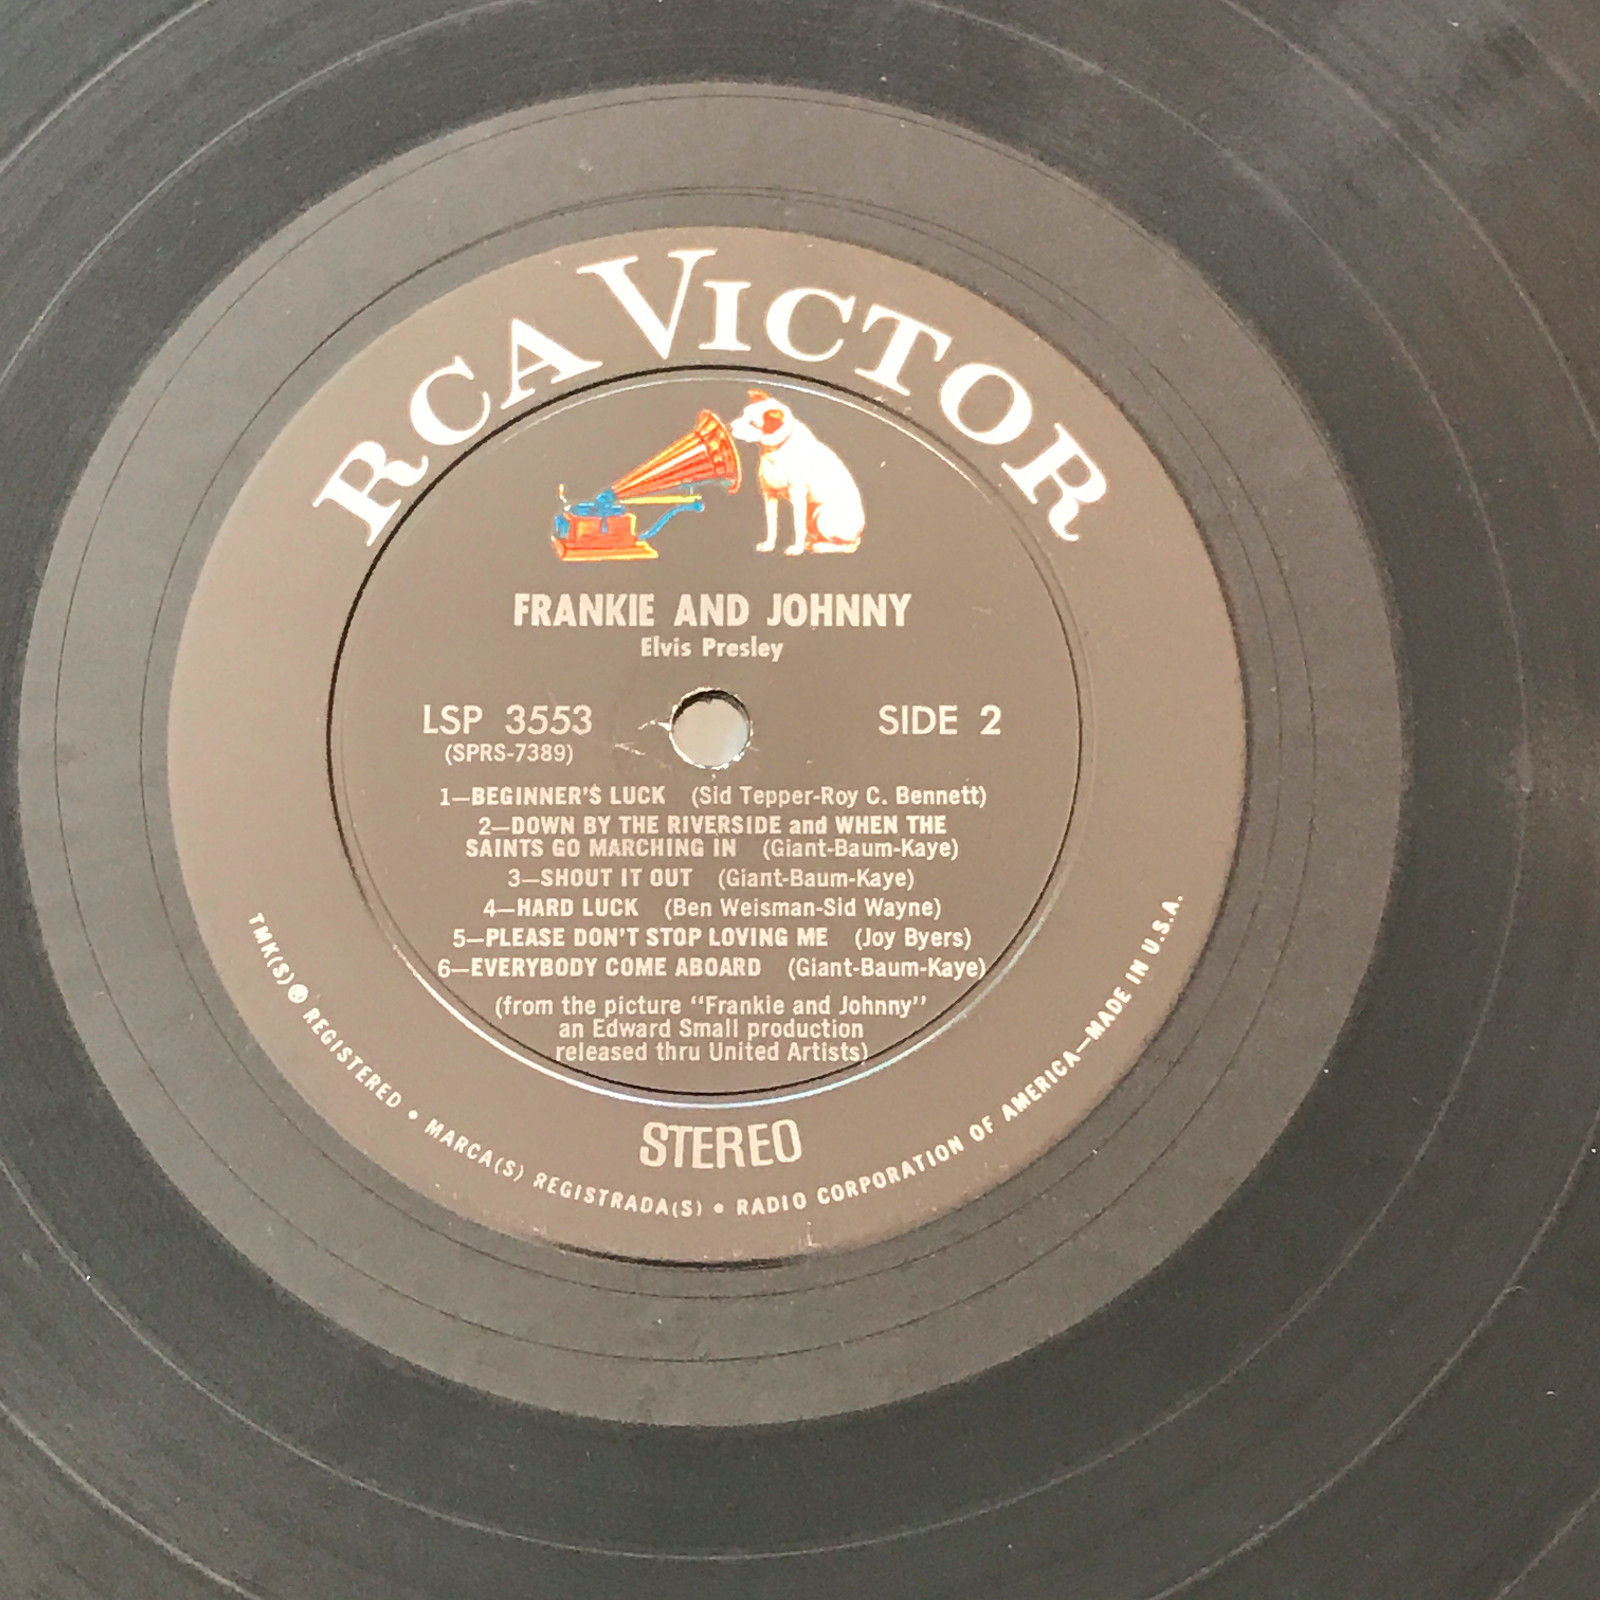 RCA VICTOR
FRANKIE AND JOHNNY
Elvis Presley
LSP 3553
(SPRS-7389)
SIDE 2
1—BEGINNER'S LUCK (Sid Tepper-Roy C. Bennett)
2—DOWN BY THE RIVERSIDE and WHEN THE
SAINTS GO MARCHING IN (Giant-Baum-Kaye)
3—SHOUT IT OUT (Giant-Baum-Kaye)
4—HARD LUCK (Ben Weisman-Sid Wayne)
5—PLEASE DON'T STOP LOVING ME (Joy Byers)
6—EVERYBODY COME ABOARD (Giant-Baum-Kaye)
(from the picture "Frankie and Johnny"
an Edward Small production
released thru United Artists)
STEREO
TMK(S) ® REGISTERED • MARCA(S) REGISTRADA(S) • RADIO CORPORATION OF AMERICA—MADE IN U.S.A.